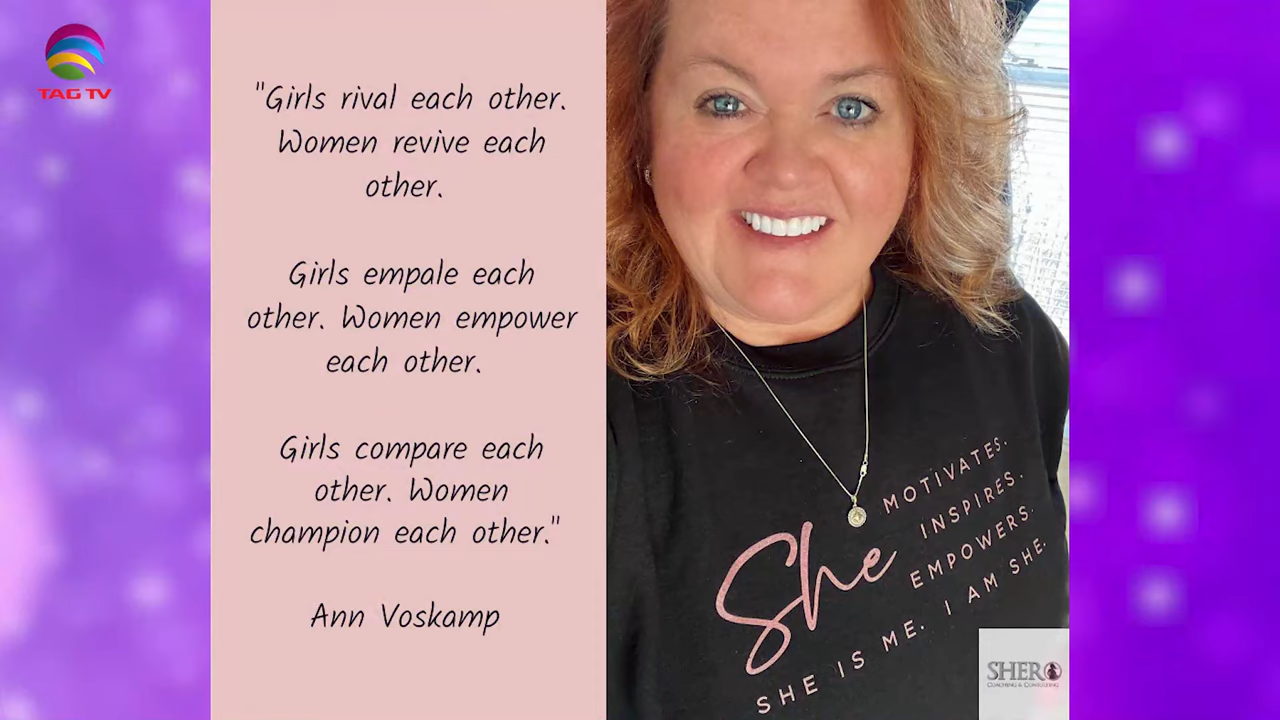 TAG TV
"Girls rival each other.
Women revive each
other.
Girls empale each
other. Women empower
each other.
Girls compare each
other. Women
champion each other."
Ann Voskamp
She
MOTIVATES.
INSPIRES.
EMPOWERS.
SHE IS ME. I AM SHE.
SHERO
COACHING & CONSULTING